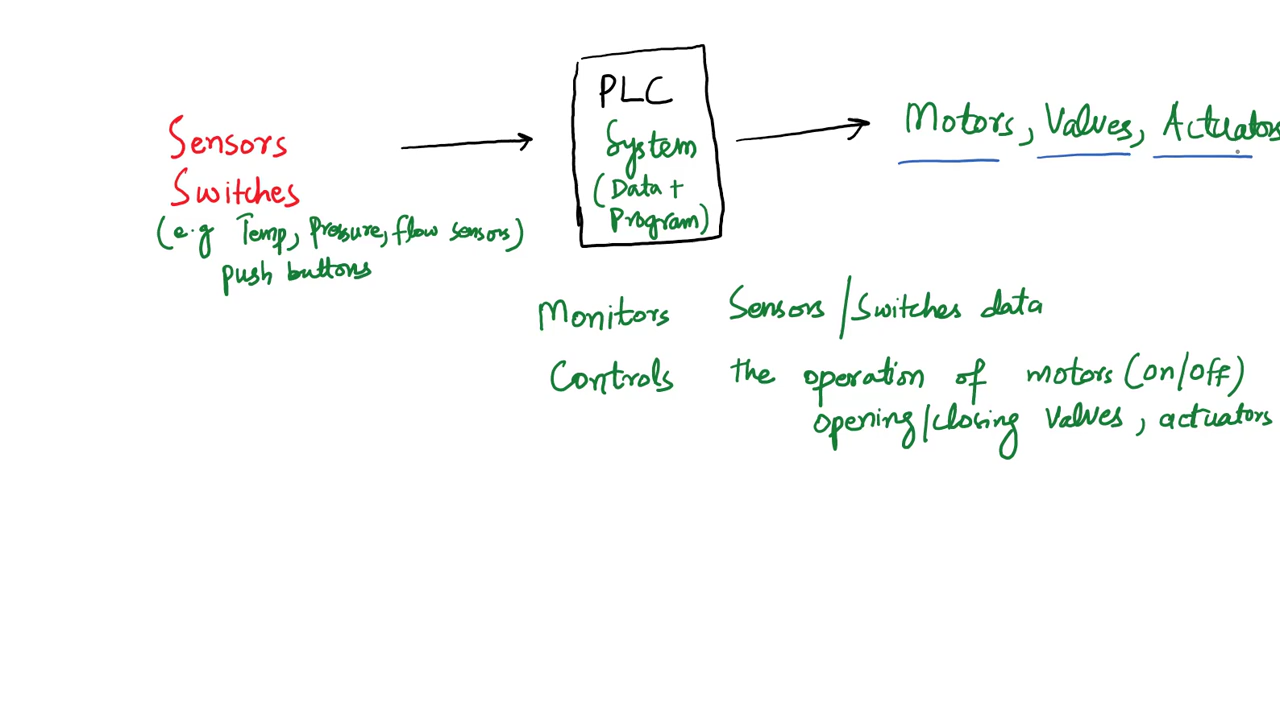 Sensors
Switches
(e.g Temp, Pressure, flow sensors)
push buttons
PLC
System
(Data +
Program)
Motors, Valves, Actuators
Monitors Sensors/Switches data
Controls the operation of motors (on/off)
opening/closing valves, actuators